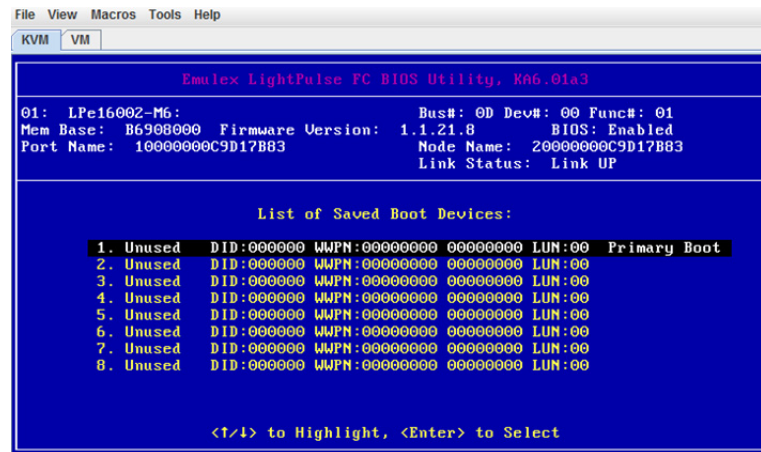 File View Macros Tools Help
KVM VM
Emulex LightPulse FC BIOS Utility, KA6.01a3
01: LPe16002-M6: Bus#: 0D Dev#: 00 Func#: 01
Mem Base: B6908000 Firmware Version: 1.1.21.8 BIOS: Enabled
Port Name: 10000000C9D17B83 Node Name: 20000000C9D17B83
Link Status: Link UP
List of Saved Boot Devices:
1. Unused DID:000000 WWPN:00000000 00000000 LUN:00 Primary Boot
2. Unused DID:000000 WWPN:00000000 00000000 LUN:00
3. Unused DID:000000 WWPN:00000000 00000000 LUN:00
4. Unused DID:000000 WWPN:00000000 00000000 LUN:00
5. Unused DID:000000 WWPN:00000000 00000000 LUN:00
6. Unused DID:000000 WWPN:00000000 00000000 LUN:00
7. Unused DID:000000 WWPN:00000000 00000000 LUN:00
8. Unused DID:000000 WWPN:00000000 00000000 LUN:00
<↑/↓> to Highlight, <Enter> to Select